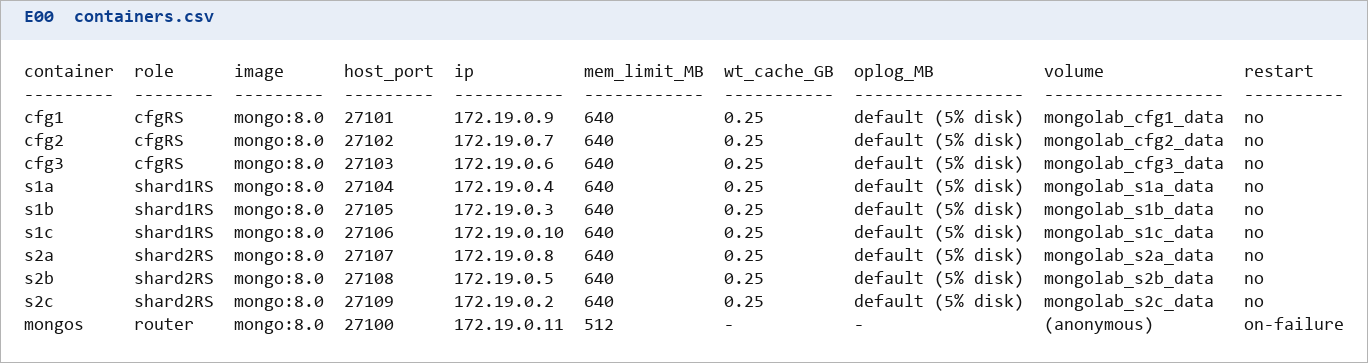 E00  containers.csv
container  role      image      host_port  ip           mem_limit_MB  wt_cache_GB  oplog_MB           volume              restart
---------  --------  ---------  ---------  -----------  ------------  -----------  -----------------  ------------------  ----------
cfg1       cfgRS     mongo:8.0  27101      172.19.0.9   640           0.25         default (5% disk)  mongolab_cfg1_data  no
cfg2       cfgRS     mongo:8.0  27102      172.19.0.7   640           0.25         default (5% disk)  mongolab_cfg2_data  no
cfg3       cfgRS     mongo:8.0  27103      172.19.0.6   640           0.25         default (5% disk)  mongolab_cfg3_data  no
s1a        shard1RS  mongo:8.0  27104      172.19.0.4   640           0.25         default (5% disk)  mongolab_s1a_data   no
s1b        shard1RS  mongo:8.0  27105      172.19.0.3   640           0.25         default (5% disk)  mongolab_s1b_data   no
s1c        shard1RS  mongo:8.0  27106      172.19.0.10  640           0.25         default (5% disk)  mongolab_s1c_data   no
s2a        shard2RS  mongo:8.0  27107      172.19.0.8   640           0.25         default (5% disk)  mongolab_s2a_data   no
s2b        shard2RS  mongo:8.0  27108      172.19.0.5   640           0.25         default (5% disk)  mongolab_s2b_data   no
s2c        shard2RS  mongo:8.0  27109      172.19.0.2   640           0.25         default (5% disk)  mongolab_s2c_data   no
mongos     router    mongo:8.0  27100      172.19.0.11  512           -            -                  (anonymous)         on-failure